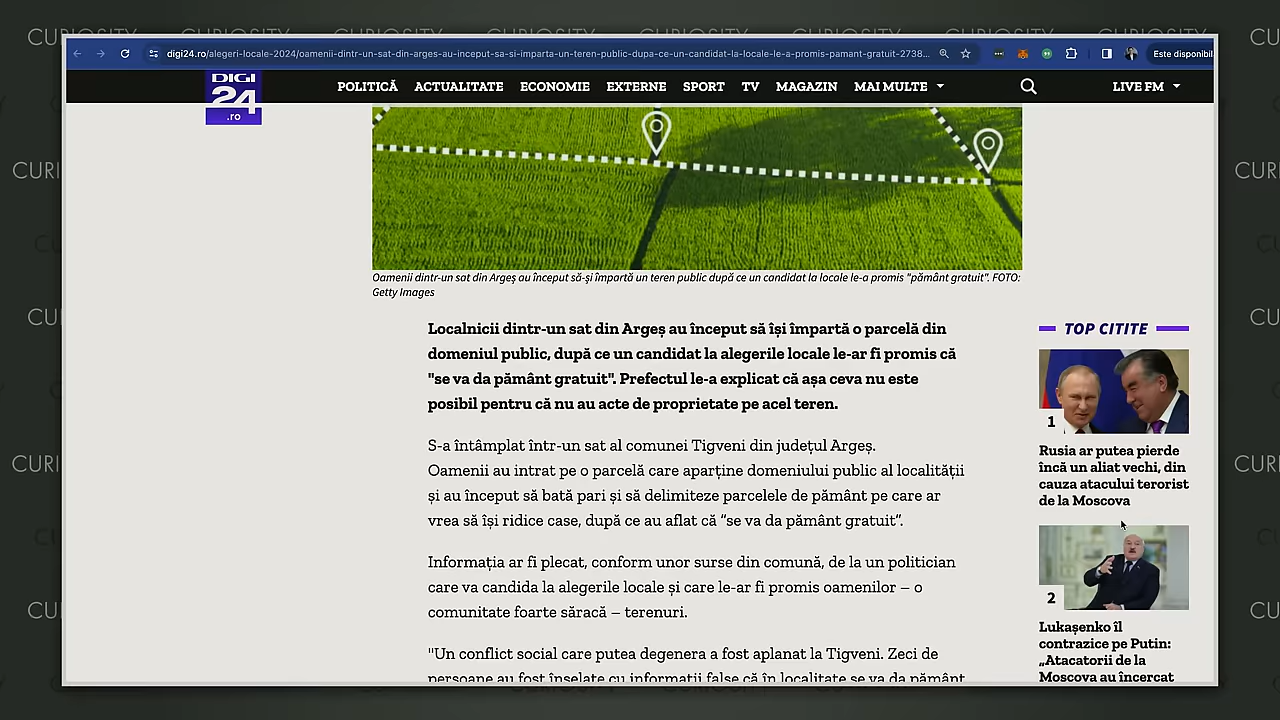 CURIOSITY CURIOSITY CURIOSITY CURIOSITY CURIOSITY CURIOSITY
digi24.ro/alegeri-locale-2024/oamenii-dintr-un-sat-din-arges-au-inceput-sa-si-imparta-un-teren-public-dupa-ce-un-candidat-la-locale-le-a-promis-pamant-gratuit-2738...
Este disponibil
DIGI
24
.ro
POLITICĂ ACTUALITATE ECONOMIE EXTERNE SPORT TV MAGAZIN MAI MULTE
LIVE FM
Oamenii dintr-un sat din Argeș au început să-și împartă un teren public după ce un candidat la locale le-a promis "pământ gratuit". FOTO:
Getty Images
Localnicii dintr-un sat din Argeș au început să își împartă o parcelă din
domeniul public, după ce un candidat la alegerile locale le-ar fi promis că
"se va da pământ gratuit". Prefectul le-a explicat că așa ceva nu este
posibil pentru că nu au acte de proprietate pe acel teren.
S-a întâmplat într-un sat al comunei Tigveni din județul Argeș.
Oamenii au intrat pe o parcelă care aparține domeniului public al localității
și au început să bată pari și să delimiteze parcelele de pământ pe care ar
vrea să își ridice case, după ce au aflat că “se va da pământ gratuit”.
Informația ar fi plecat, conform unor surse din comună, de la un politician
care va candida la alegerile locale și care le-ar fi promis oamenilor – o
comunitate foarte săracă – terenuri.
"Un conflict social care putea degenera a fost aplanat la Tigveni. Zeci de
persoane au fost înșelate cu informații false că în localitate se va da pământ
TOP CITITE
1
Rusia ar putea pierde
încă un aliat vechi, din
cauza atacului terorist
de la Moscova
2
Lukașenko îl
contrazice pe Putin:
„Atacatorii de la
Moscova au încercat